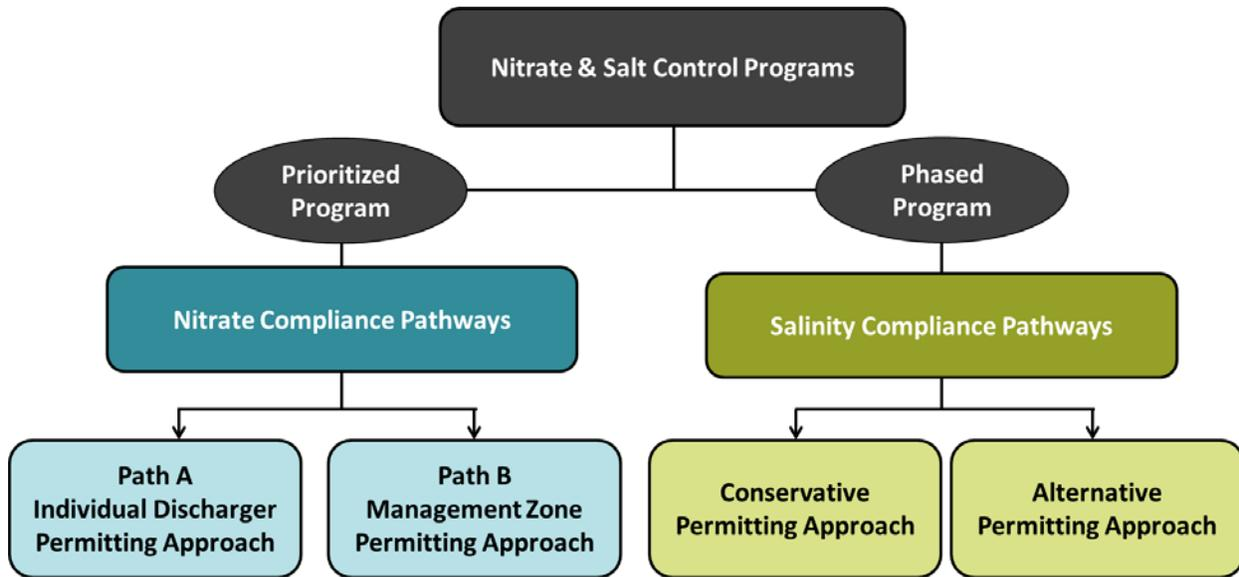 Nitrate & Salt Control Programs
Prioritized
Program
Phased
Program
Nitrate Compliance Pathways
Salinity Compliance Pathways
Path A
Individual Discharger
Permitting Approach
Path B
Management Zone
Permitting Approach
Conservative
Permitting Approach
Alternative
Permitting Approach